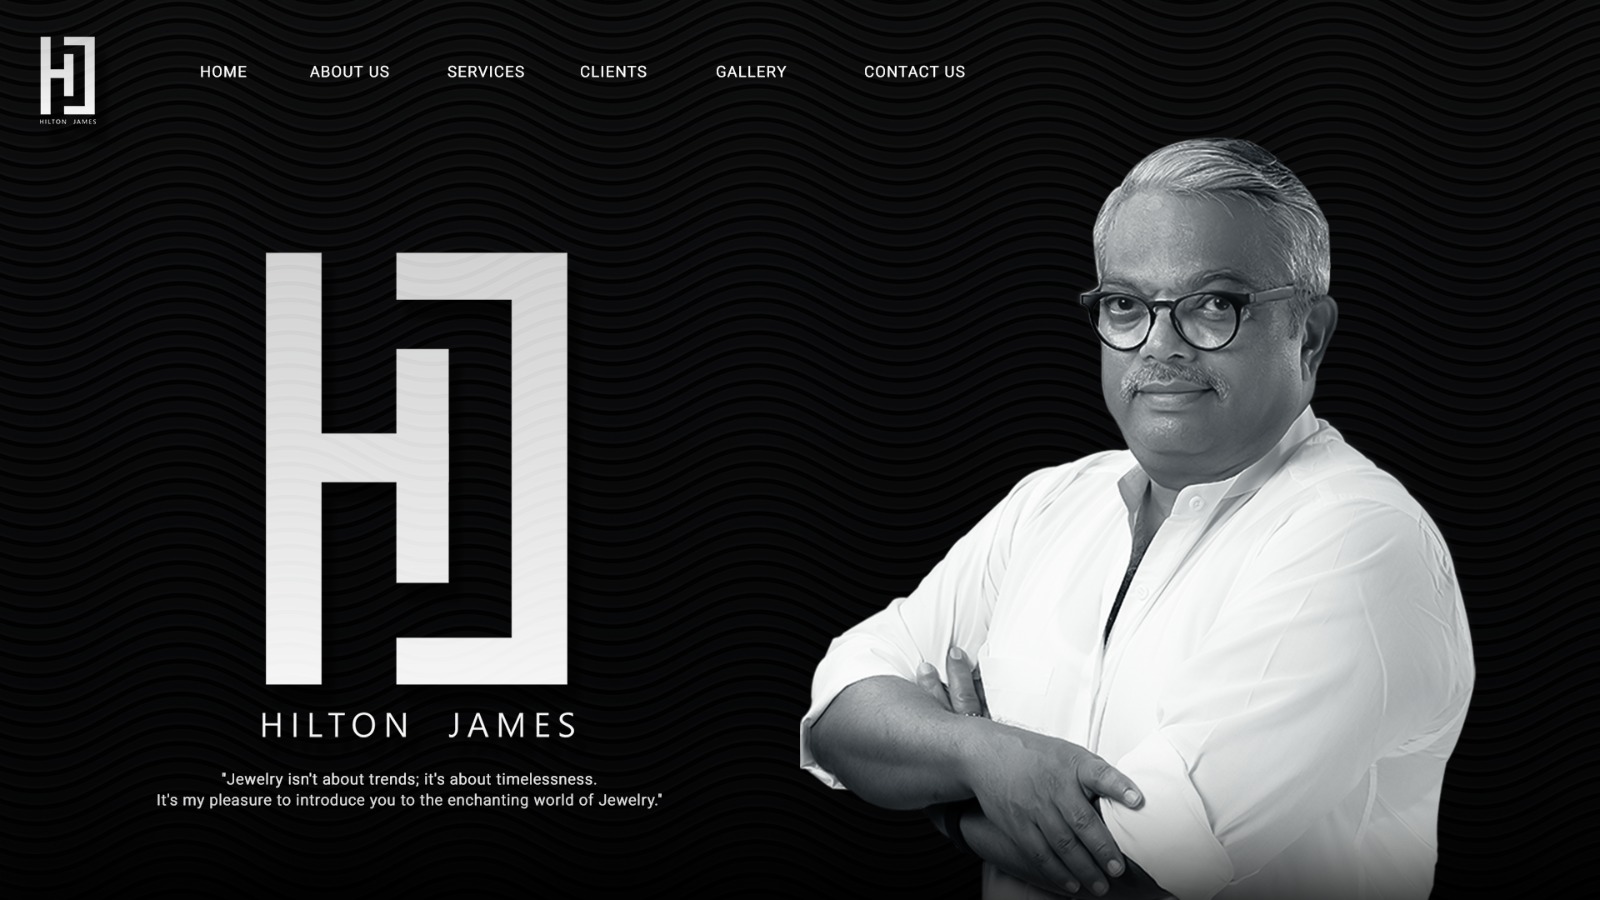 HILTON JAMES
HOME ABOUT US SERVICES CLIENTS GALLERY CONTACT US
HJ
HILTON JAMES
"Jewelry isn't about trends; it's about timelessness.
It's my pleasure to introduce you to the enchanting world of Jewelry."